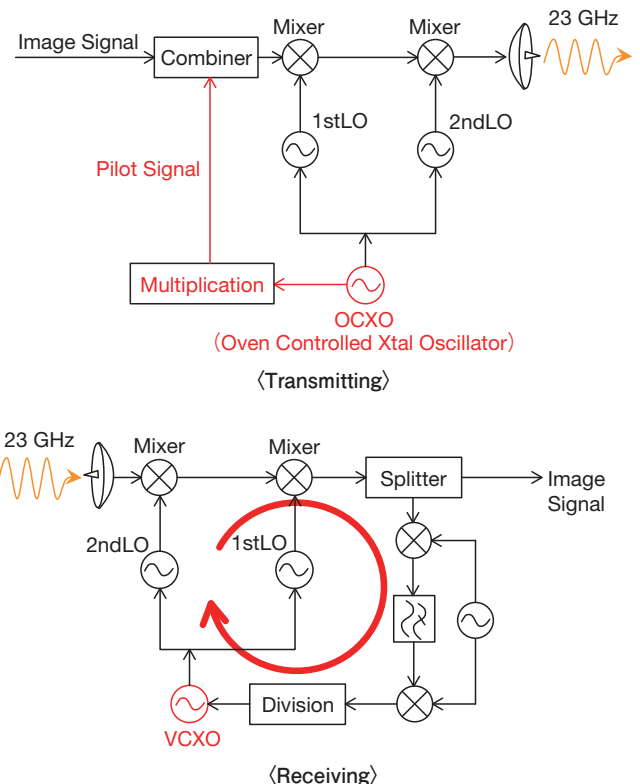 23 GHz
Mixer
Mixer
Image Signal
Combiner
1stLO
2ndLO
Pilot Signal
Multiplication
OCXO
(Oven Controlled Xtal Oscillator)
〈Transmitting〉
23 GHz
Mixer
Mixer
Splitter
Image
Signal
2ndLO
1stLO
Division
VCXO
〈Receiving〉